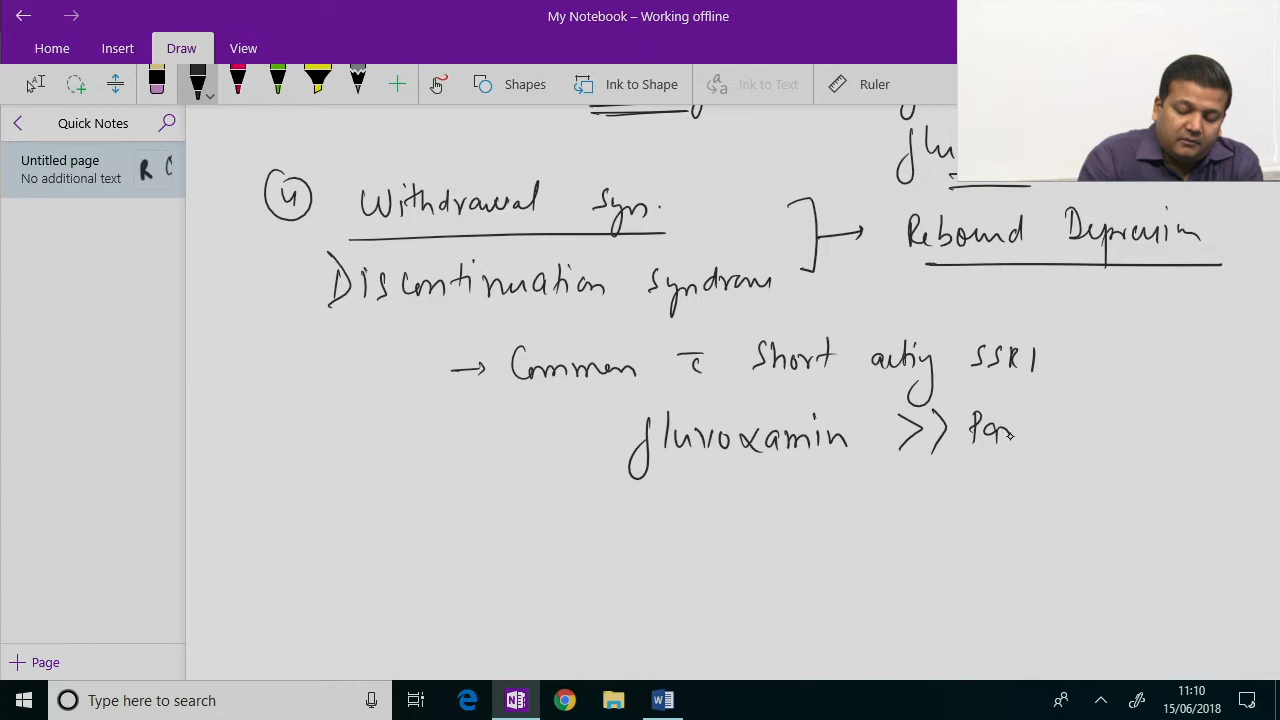 My Notebook – Working offline
Home Insert Draw View
Shapes Ink to Shape Ink to Text Ruler
Quick Notes
Untitled page
No additional text R C
flu
4 Withdrawal Syn.
Rebound Depression
Discontinuation Syndrome
→ Common c̄ Short acting SSRI
fluvoxamin >> Par
Page
Type here to search
11:10
15/06/2018